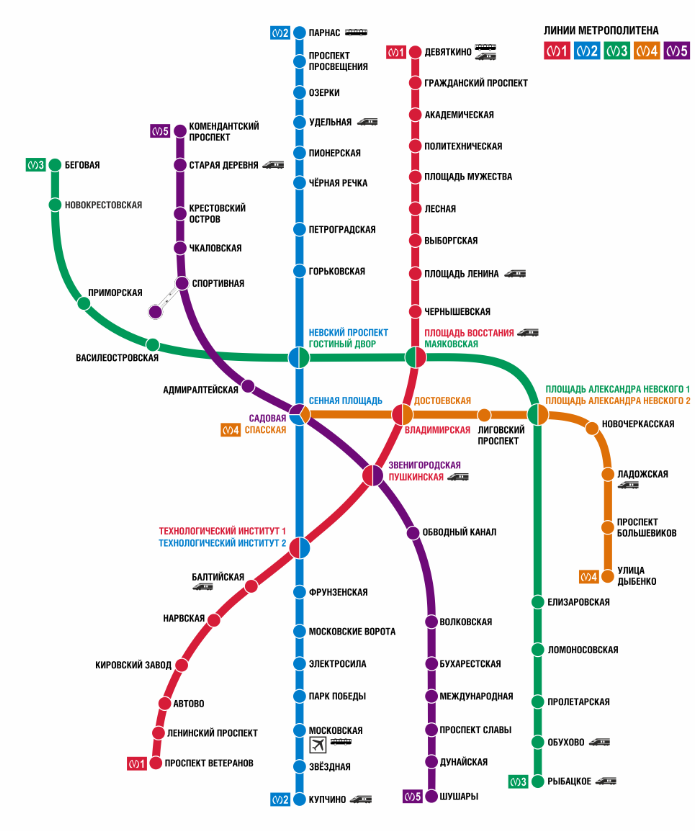 ЛИНИИ МЕТРОПОЛИТЕНА
1
2
3
4
5
2
ПАРНАС
ПРОСПЕКТ
ПРОСВЕЩЕНИЯ
ОЗЕРКИ
УДЕЛЬНАЯ
ПИОНЕРСКАЯ
ЧЁРНАЯ РЕЧКА
ПЕТРОГРАДСКАЯ
ГОРЬКОВСКАЯ
НЕВСКИЙ ПРОСПЕКТ
ГОСТИНЫЙ ДВОР
СЕННАЯ ПЛОЩАДЬ
1
ДЕВЯТКИНО
ГРАЖДАНСКИЙ ПРОСПЕКТ
АКАДЕМИЧЕСКАЯ
ПОЛИТЕХНИЧЕСКАЯ
ПЛОЩАДЬ МУЖЕСТВА
ЛЕСНАЯ
ВЫБОРГСКАЯ
ПЛОЩАДЬ ЛЕНИНА
ЧЕРНЫШЕВСКАЯ
ПЛОЩАДЬ ВОССТАНИЯ
МАЯКОВСКАЯ
5
КОМЕНДАНТСКИЙ
ПРОСПЕКТ
СТАРАЯ ДЕРЕВНЯ
КРЕСТОВСКИЙ
ОСТРОВ
ЧКАЛОВСКАЯ
СПОРТИВНАЯ
3
БЕГОВАЯ
НОВОКРЕСТОВСКАЯ
ПРИМОРСКАЯ
ВАСИЛЕОСТРОВСКАЯ
АДМИРАЛТЕЙСКАЯ
САДОВАЯ
4
СПАССКАЯ
ДОСТОЕВСКАЯ
ВЛАДИМИРСКАЯ
ЛИГОВСКИЙ
ПРОСПЕКТ
ПЛОЩАДЬ АЛЕКСАНДРА НЕВСКОГО 1
ПЛОЩАДЬ АЛЕКСАНДРА НЕВСКОГО 2
НОВОЧЕРКАССКАЯ
ЛАДОЖСКАЯ
ПРОСПЕКТ
БОЛЬШЕВИКОВ
4
УЛИЦА
ДЫБЕНКО
ЗВЕНИГОРОДСКАЯ
ПУШКИНСКАЯ
ОБВОДНЫЙ КАНАЛ
ТЕХНОЛОГИЧЕСКИЙ ИНСТИТУТ 1
ТЕХНОЛОГИЧЕСКИЙ ИНСТИТУТ 2
БАЛТИЙСКАЯ
НАРВСКАЯ
КИРОВСКИЙ ЗАВОД
АВТОВО
ЛЕНИНСКИЙ ПРОСПЕКТ
1
ПРОСПЕКТ ВЕТЕРАНОВ
ФРУНЗЕНСКАЯ
МОСКОВСКИЕ ВОРОТА
ЭЛЕКТРОСИЛА
ПАРК ПОБЕДЫ
МОСКОВСКАЯ
ЗВЁЗДНАЯ
2
КУПЧИНО
ВОЛКОВСКАЯ
БУХАРЕСТСКАЯ
МЕЖДУНАРОДНАЯ
ПРОСПЕКТ СЛАВЫ
ДУНАЙСКАЯ
5
ШУШАРЫ
ЕЛИЗАРОВСКАЯ
ЛОМОНОСОВСКАЯ
ПРОЛЕТАРСКАЯ
ОБУХОВО
3
РЫБАЦКОЕ